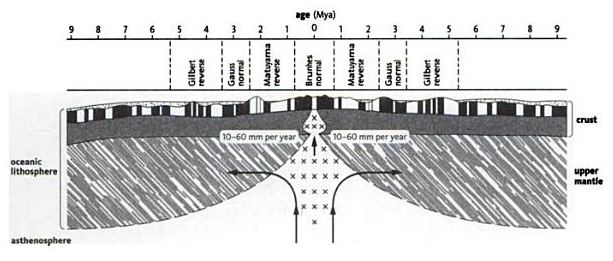 age (Mya)
9 8 7 6 5 4 3 2 1 0 1 2 3 4 5 6 7 8 9
Gilbert
reverse
Gauss
normal
Matuyama
reverse
Brunhes
normal
Matuyama
reverse
Gauss
normal
Gilbert
reverse
crust
10–60 mm per year
10–60 mm per year
oceanic
lithosphere
upper
mantle
asthenosphere